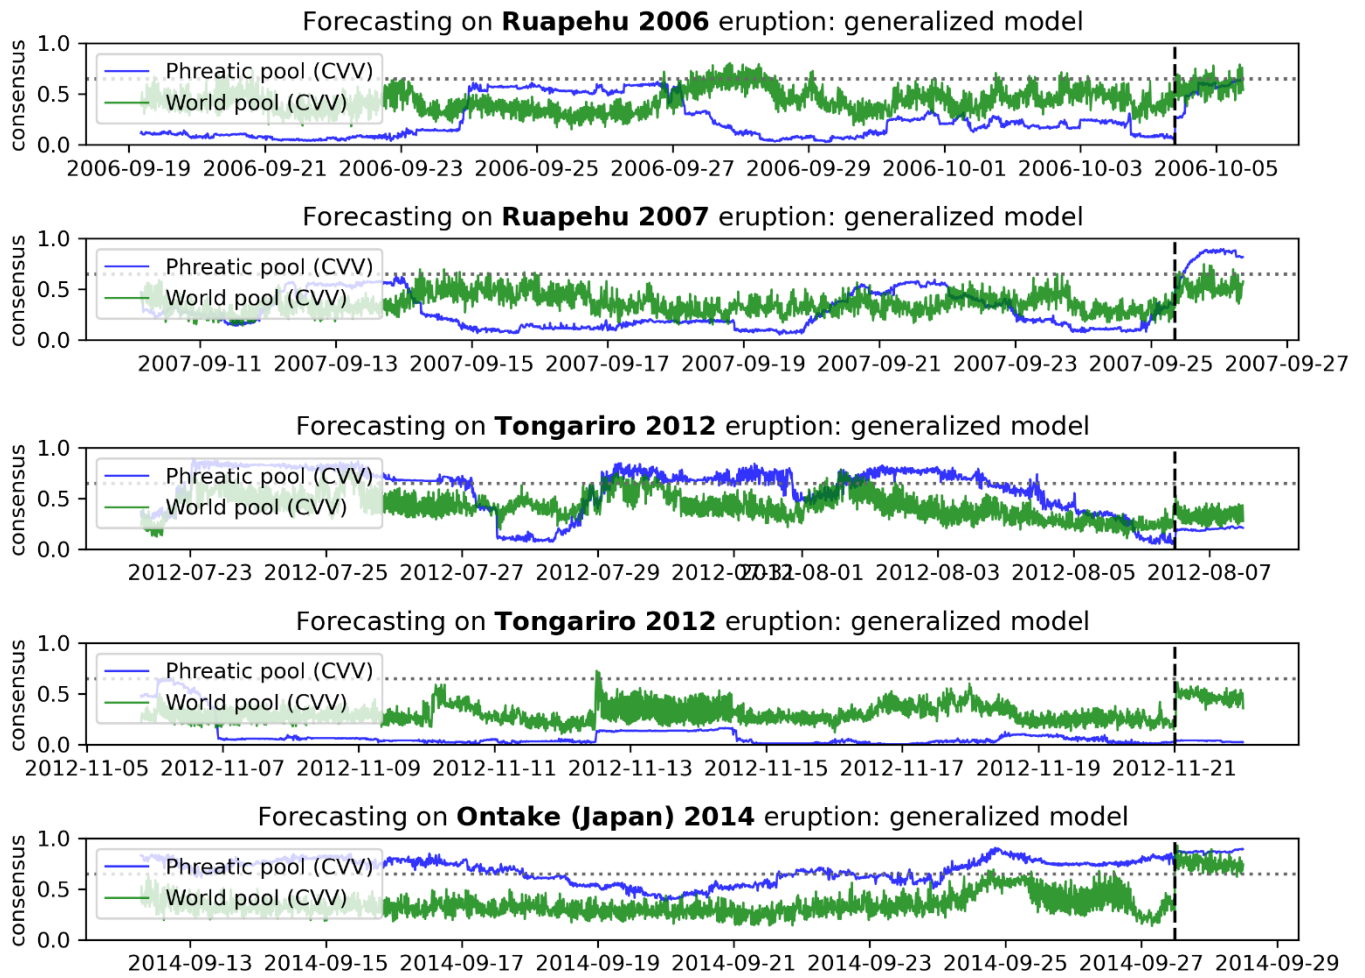 Forecasting on Ruapehu 2006 eruption: generalized model
consensus
1.0
0.5
0.0
Phreatic pool (CVV)
World pool (CVV)
2006-09-19 2006-09-21 2006-09-23 2006-09-25 2006-09-27 2006-09-29 2006-10-01 2006-10-03 2006-10-05
Forecasting on Ruapehu 2007 eruption: generalized model
consensus
1.0
0.5
0.0
Phreatic pool (CVV)
World pool (CVV)
2007-09-11 2007-09-13 2007-09-15 2007-09-17 2007-09-19 2007-09-21 2007-09-23 2007-09-25 2007-09-27
Forecasting on Tongariro 2012 eruption: generalized model
consensus
1.0
0.5
0.0
Phreatic pool (CVV)
World pool (CVV)
2012-07-23 2012-07-25 2012-07-27 2012-07-29 2012-07-31 2012-08-01 2012-08-03 2012-08-05 2012-08-07
Forecasting on Tongariro 2012 eruption: generalized model
consensus
1.0
0.5
0.0
Phreatic pool (CVV)
World pool (CVV)
2012-11-05 2012-11-07 2012-11-09 2012-11-11 2012-11-13 2012-11-15 2012-11-17 2012-11-19 2012-11-21
Forecasting on Ontake (Japan) 2014 eruption: generalized model
consensus
1.0
0.5
0.0
Phreatic pool (CVV)
World pool (CVV)
2014-09-13 2014-09-15 2014-09-17 2014-09-19 2014-09-21 2014-09-23 2014-09-25 2014-09-27 2014-09-29